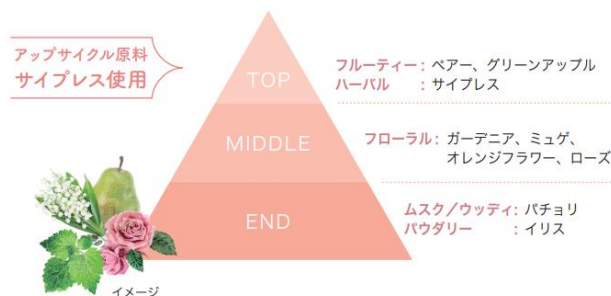 アップサイクル原料
サイプレス使用
TOP
フルーティー：ペアー、グリーンアップル
ハーバル：サイプレス
MIDDLE
フローラル：ガーデニア、ミュゲ、
オレンジフラワー、ローズ
END
ムスク／ウッディ：パチョリ
パウダリー：イリス
イメージ